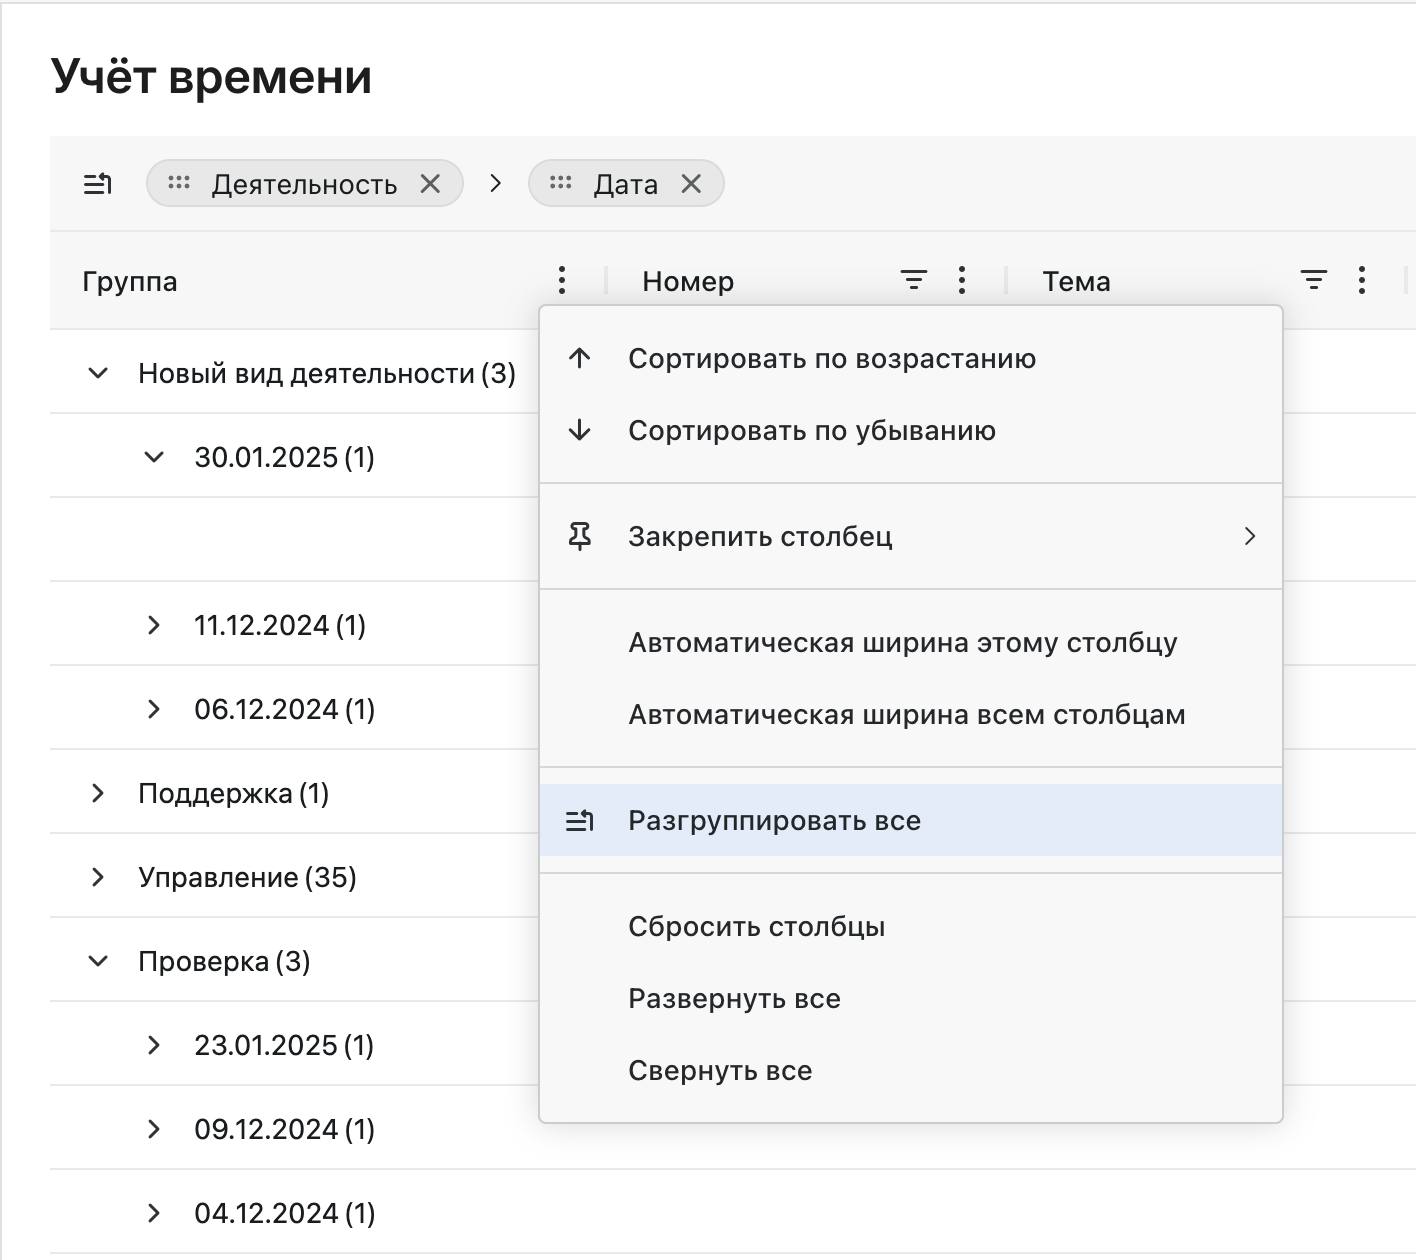 Учёт времени
Деятельность
Дата
Группа
Номер
Тема
Новый вид деятельности (3)
30.01.2025 (1)
11.12.2024 (1)
06.12.2024 (1)
Поддержка (1)
Управление (35)
Проверка (3)
23.01.2025 (1)
09.12.2024 (1)
04.12.2024 (1)
Сортировать по возрастанию
Сортировать по убыванию
Закрепить столбец
Автоматическая ширина этому столбцу
Автоматическая ширина всем столбцам
Разгруппировать все
Сбросить столбцы
Развернуть все
Свернуть все